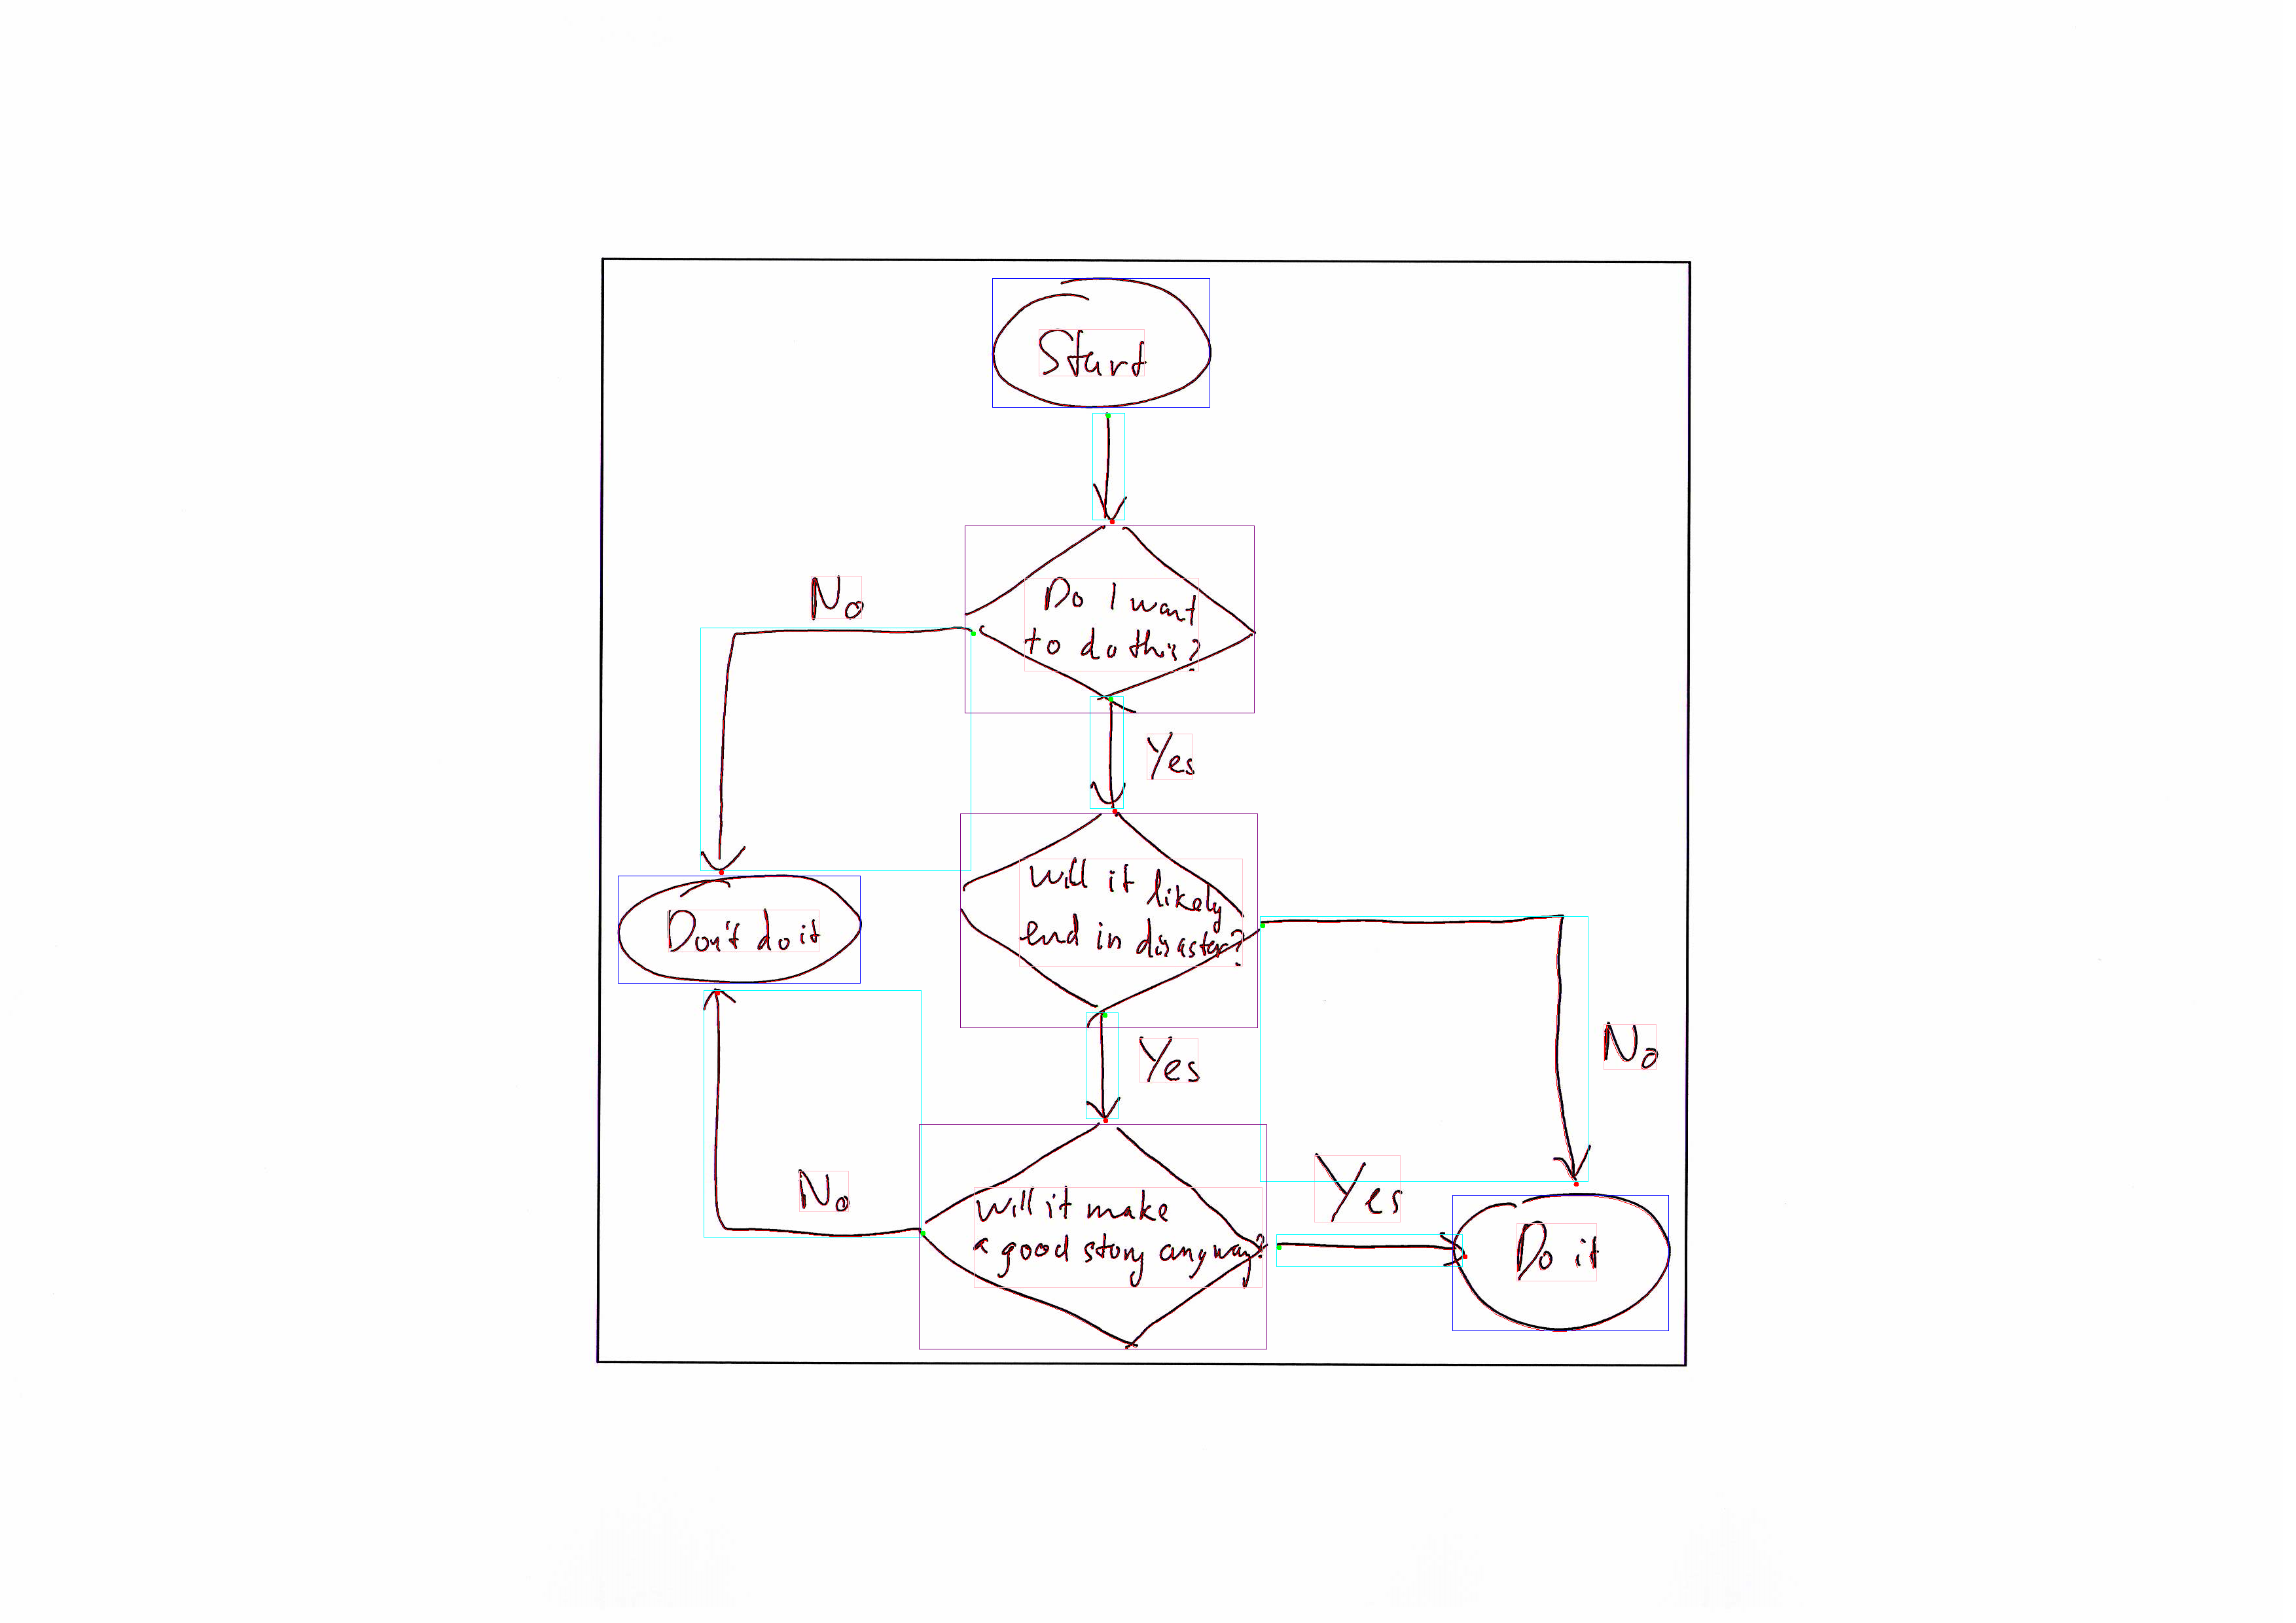 Start
No
Do I want
to do this?
Yes
Will it likely
end in disaster?
Don't do it
No
Yes
No
Will it make
a good story anyway?
Yes
Do it